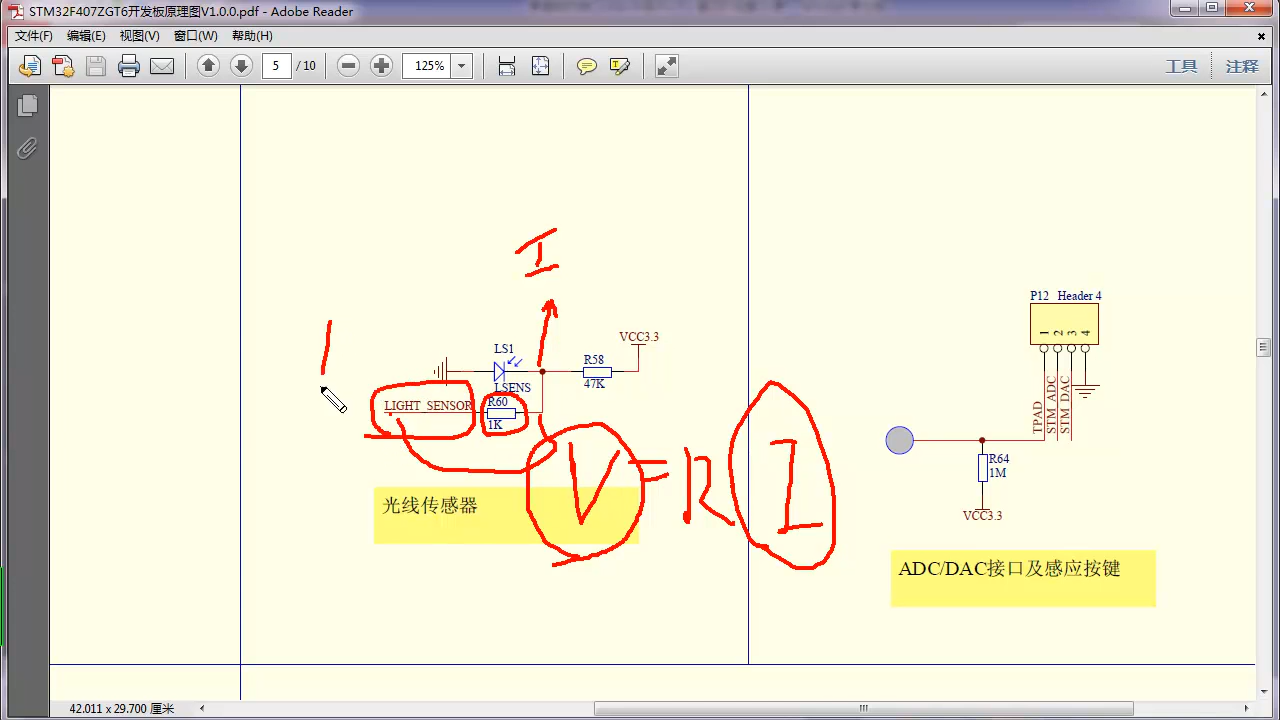 STM32F407ZGT6开发板原理图V1.0.0.pdf - Adobe Reader
文件(F) 编辑(E) 视图(V) 窗口(W) 帮助(H)
5 / 10 125% 工具 注释
I
P12 Header 4
1 2 3 4
VCC3.3
LS1
R58
LSENS
47K
LIGHT_SENSOR
R60
1K
TPAD
STM_ADC
STM_DAC
V = R I
R64
1M
光线传感器
VCC3.3
ADC/DAC接口及感应按键
42.011 x 29.700 厘米